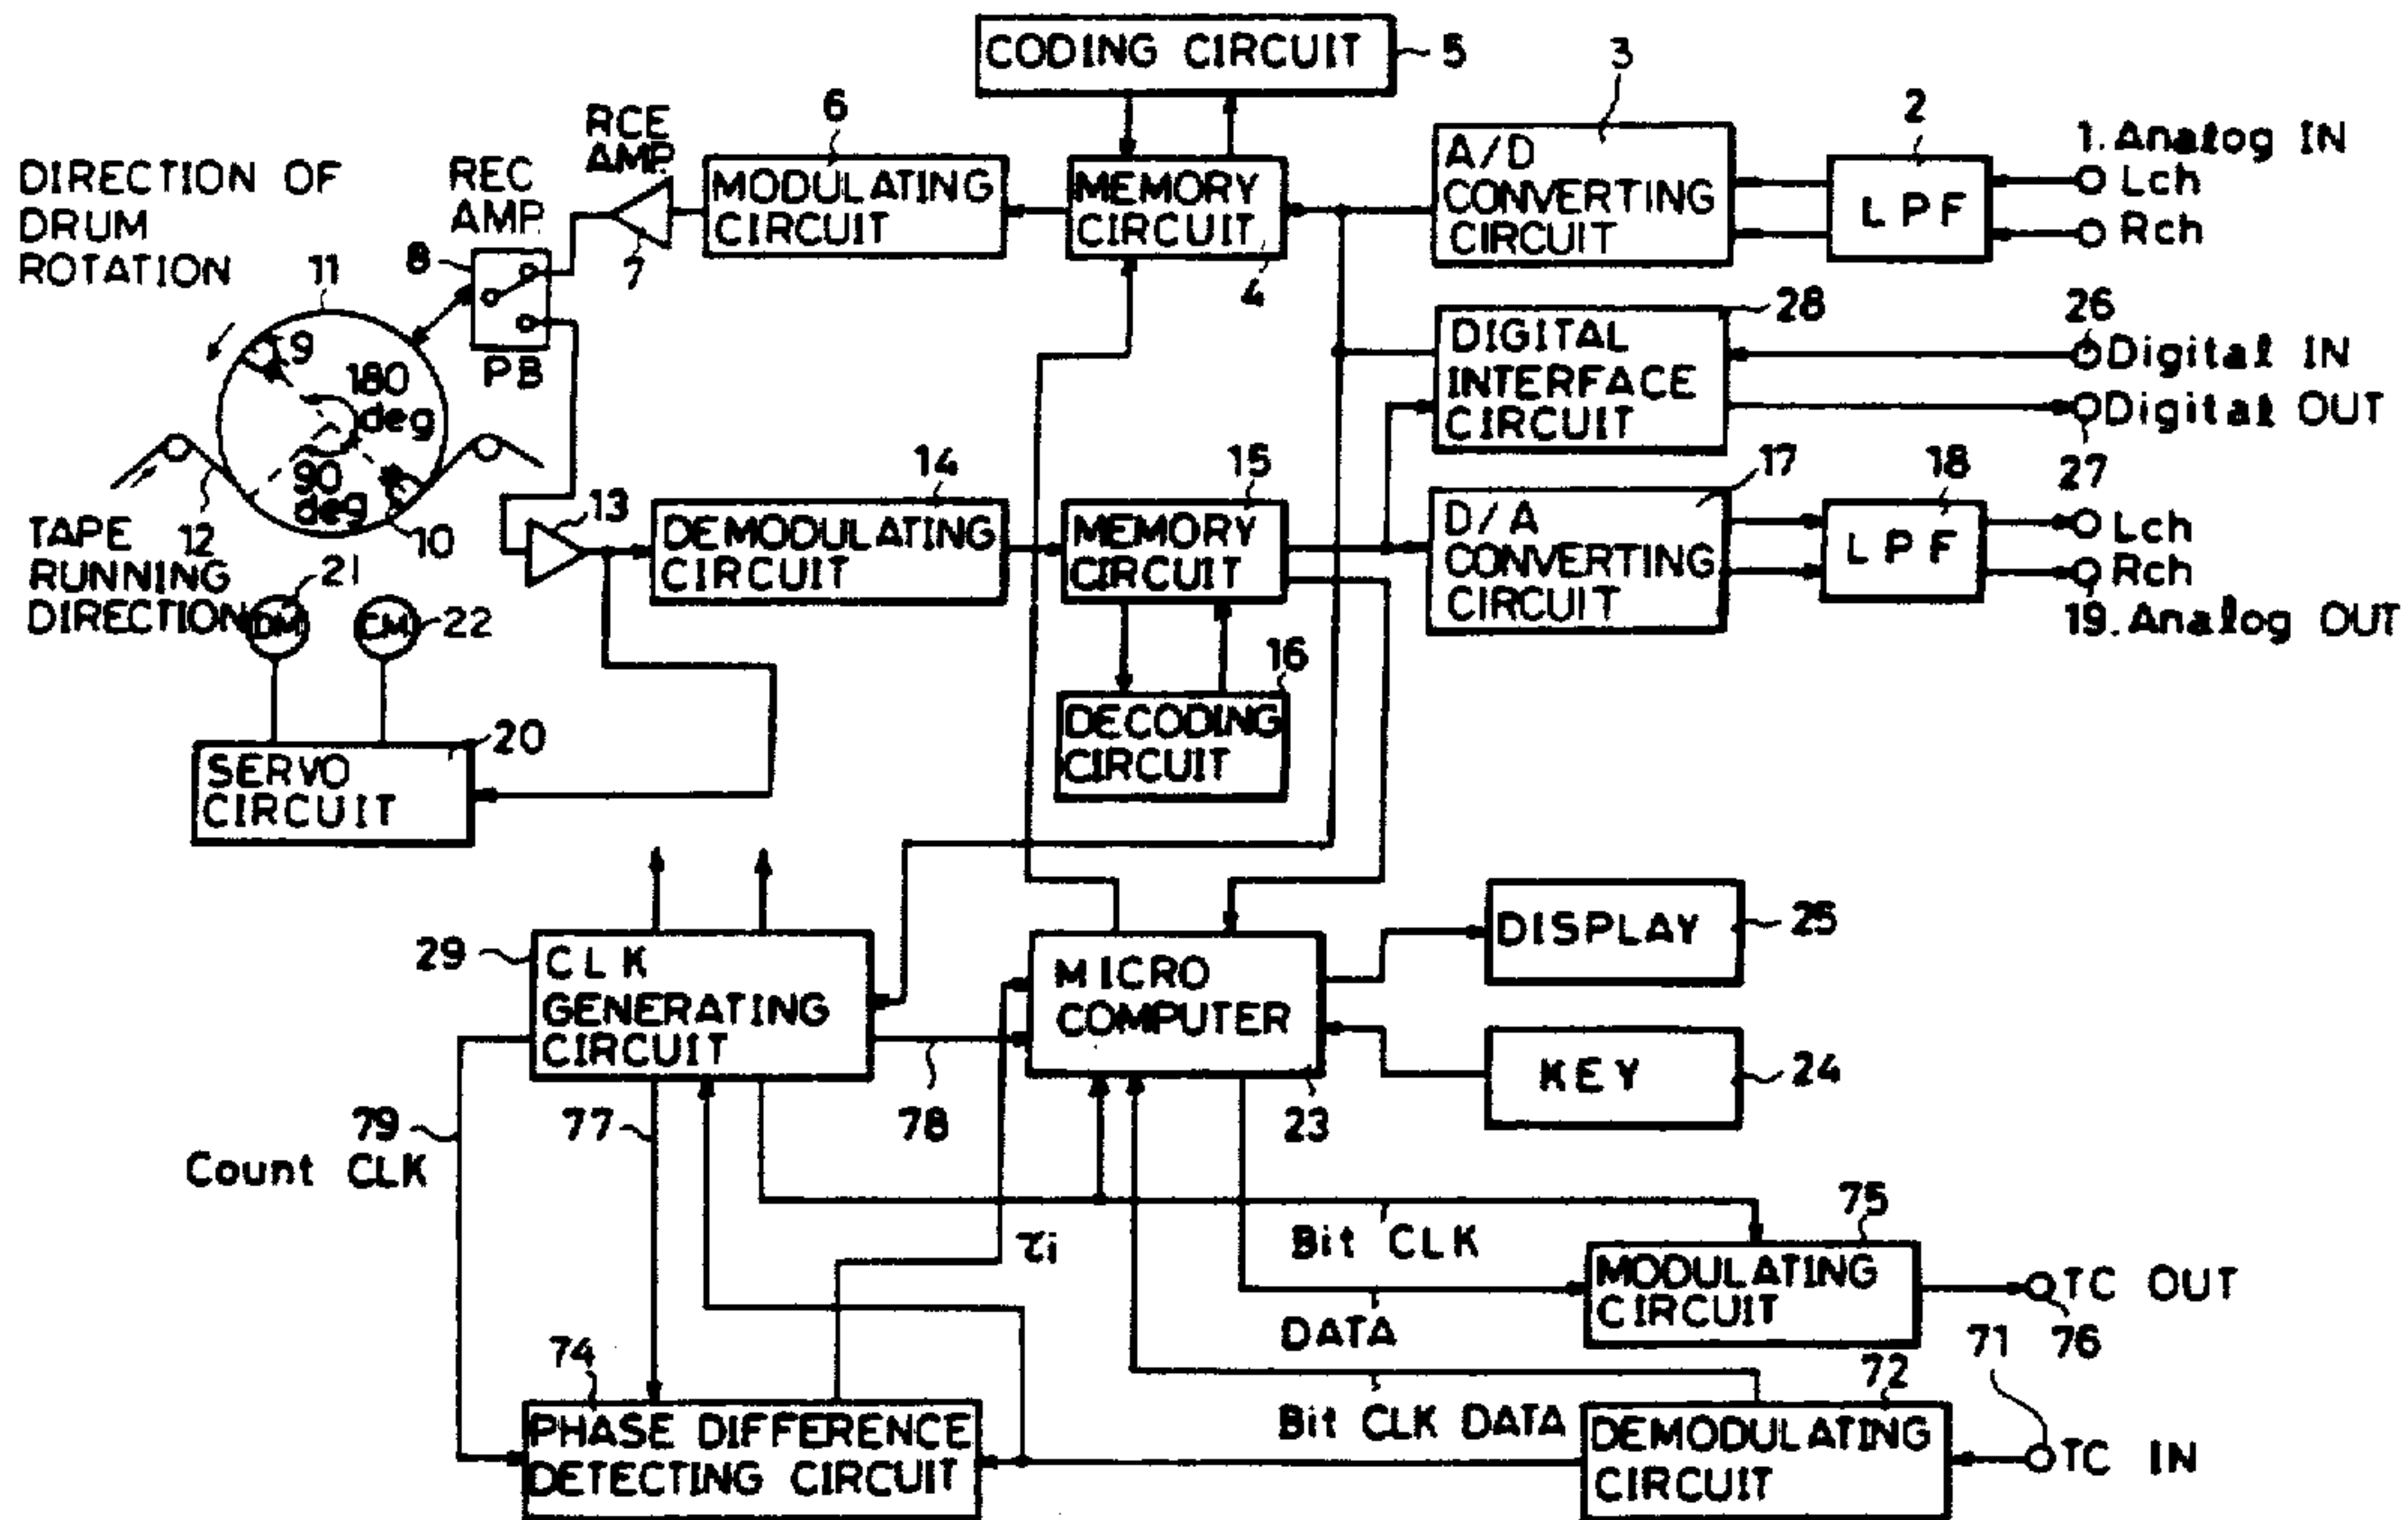 CODING CIRCUIT
5
3
2
1. Analog IN
Lch
Rch
6
RCE
AMP.
REC
AMP.
MODULATING
CIRCUIT
MEMORY
CIRCUIT
4
A/D
CONVERTING
CIRCUIT
LPF
DIRECTION OF
DRUM
ROTATION
11
8
7
9
180
deg
90
deg
PB
28
26
DIGITAL
INTERFACE
CIRCUIT
Digital IN
Digital OUT
27
14
15
17
18
TAPE
RUNNING
DIRECTION
12
10
13
DEMODULATING
CIRCUIT
MEMORY
CIRCUIT
D/A
CONVERTING
CIRCUIT
LPF
Lch
Rch
19. Analog OUT
21
DM
22
16
DECODING
CIRCUIT
20
SERVO
CIRCUIT
29
CLK
GENERATING
CIRCUIT
MICRO
COMPUTER
DISPLAY
25
KEY
24
79
Count CLK
77
78
23
τi
Bit CLK
75
MODULATING
CIRCUIT
TC OUT
76
DATA
74
PHASE DIFFERENCE
DETECTING CIRCUIT
Bit CLK DATA
72
71
DEMODULATING
CIRCUIT
TC IN